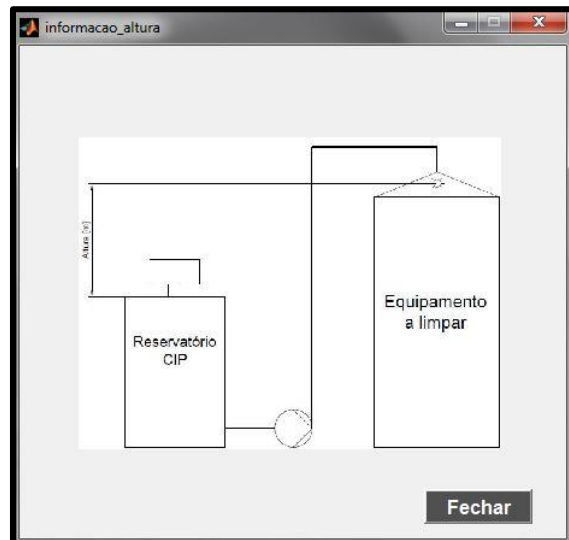 informacao_altura
Altura [m]
Reservatório
CIP
Equipamento
a limpar
Fechar